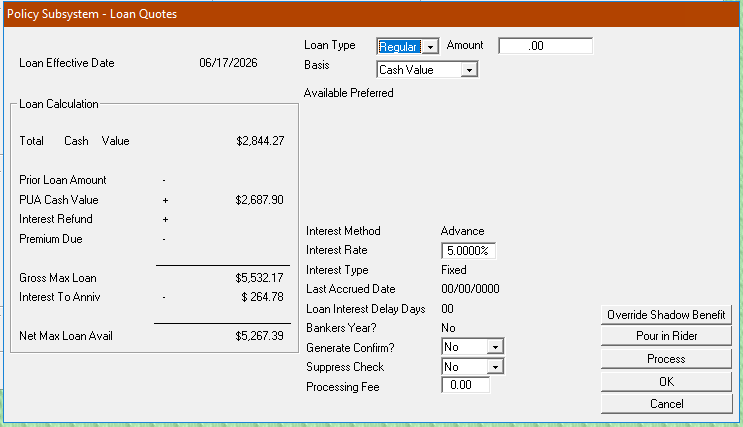 Policy Subsystem - Loan Quotes
Loan Type Regular Amount .00
Loan Effective Date 06/17/2026
Basis Cash Value
Available Preferred
Loan Calculation
Total Cash Value $2,844.27
Prior Loan Amount -
PUA Cash Value + $2,687.90
Interest Refund +
Premium Due -
Gross Max Loan $5,532.17
Interest To Anniv - $ 264.78
Net Max Loan Avail $5,267.39
Interest Method Advance
Interest Rate 5.0000%
Interest Type Fixed
Last Accrued Date 00/00/0000
Loan Interest Delay Days 00
Bankers Year? No
Generate Confirm? No
Suppress Check No
Processing Fee 0.00
Override Shadow Benefit
Pour in Rider
Process
OK
Cancel